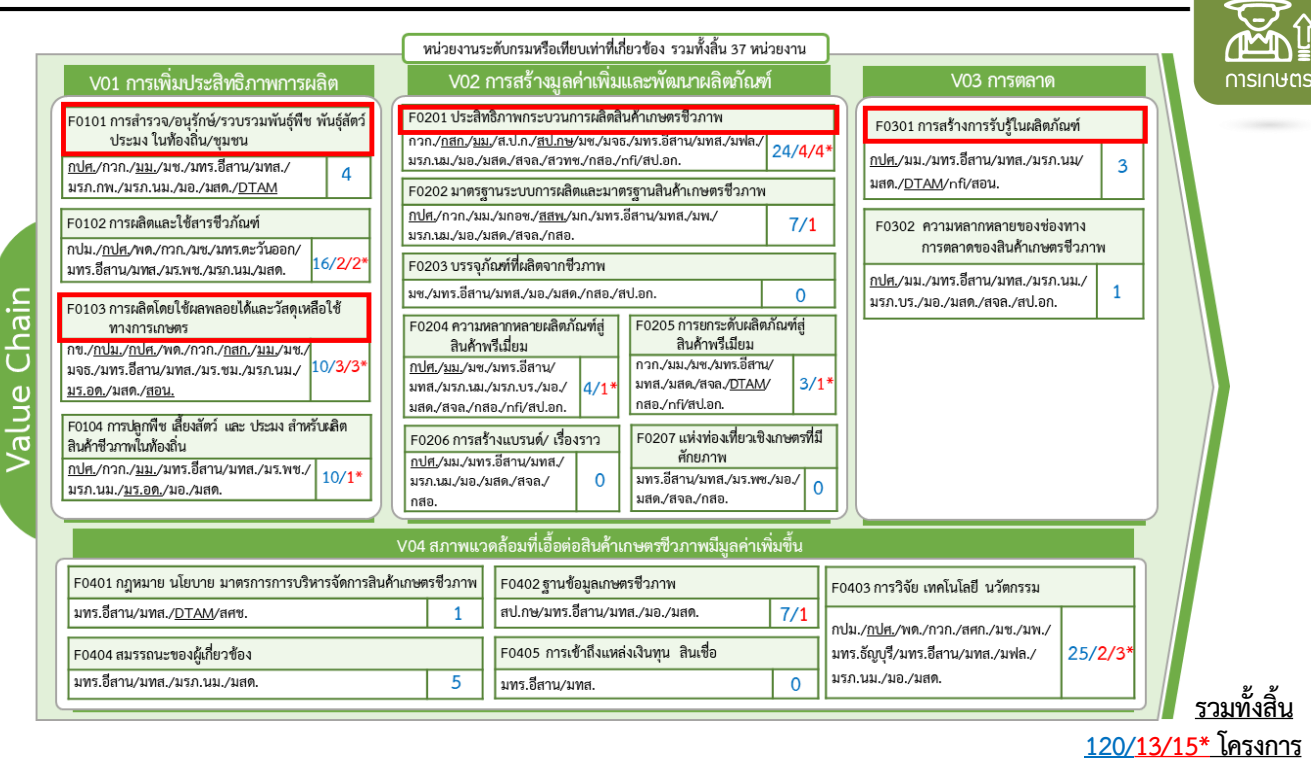 การเกษตร
หน่วยงานระดับกรมหรือเทียบเท่าที่เกี่ยวข้อง รวมทั้งสิ้น 37 หน่วยงาน
Value Chain
V01 การเพิ่มประสิทธิภาพการผลิต
F0101 การสำรวจ/อนุรักษ์/รวบรวมพันธุ์พืช พันธุ์สัตว์
ประมง ในท้องถิ่น/ชุมชน
กปศ./กวก./มม./มช./มทร.อีสาน/มทส./
มรภ.กพ./มรภ.นม./มอ./มสด./DTAM
4
F0102 การผลิตและใช้สารชีวภัณฑ์
กปม./กปศ./พด./กวก./มช./มทร.ตะวันออก/
มทร.อีสาน/มทส./มร.พช./มรภ.นม./มสด.
16/2/2*
F0103 การผลิตโดยใช้ผลพลอยได้และวัสดุเหลือใช้
ทางการเกษตร
กข./กปม./กปศ./พด./กวก./กสก./มม./มช./
มจธ./มทร.อีสาน/มทส./มร.ชม./มรภ.นม./
มร.อด./มสด./สอน.
10/3/3*
F0104 การปลูกพืช เลี้ยงสัตว์ และ ประมง สำหรับผลิต
สินค้าชีวภาพในท้องถิ่น
กปศ./กวก./มม./มทร.อีสาน/มทส./มร.พช./
มรภ.นม./มร.อด./มอ./มสด.
10/1*
V02 การสร้างมูลค่าเพิ่มและพัฒนาผลิตภัณฑ์
F0201 ประสิทธิภาพกระบวนการผลิตสินค้าเกษตรชีวภาพ
กวก./กสก./มม./ส.ป.ก./สป.กษ/มช./มจธ./มทร.อีสาน/มทส./มฟล./
มรภ.นม./มอ./มสด./สจล./สวทช./กสอ./nfi/สป.อก.
24/4/4*
F0202 มาตรฐานระบบการผลิตและมาตรฐานสินค้าเกษตรชีวภาพ
กปศ./กวก./มม./มกอช./สสพ./มก./มทร.อีสาน/มทส./มพ./
มรภ.นม./มอ./มสด./สจล./กสอ.
7/1
F0203 บรรจุภัณฑ์ที่ผลิตจากชีวภาพ
มช./มทร.อีสาน/มทส./มอ./มสด./กสอ./สป.อก.
0
F0204 ความหลากหลายผลิตภัณฑ์สู่
สินค้าพรีเมี่ยม
กปศ./มม./มช./มทร.อีสาน/
มทส./มรภ.นม./มรภ.บร./มอ./
มสด./สจล./กสอ./nfi/สป.อก.
4/1*
F0205 การยกระดับผลิตภัณฑ์สู่
สินค้าพรีเมียม
กวก./มม./มช./มทร.อีสาน/
มทส./มสด./สจล./DTAM/
กสอ./nfi/สป.อก.
3/1*
F0206 การสร้างแบรนด์/ เรื่องราว
กปศ./มม./มทร.อีสาน/มทส./
มรภ.นม./มอ./มสด./สจล./
กสอ.
0
F0207 แห่งท่องเที่ยวเชิงเกษตรที่มี
ศักยภาพ
มทร.อีสาน/มทส./มร.พช./มอ./
มสด./สจล./กสอ.
0
V03 การตลาด
F0301 การสร้างการรับรู้ในผลิตภัณฑ์
กปศ./มม./มทร.อีสาน/มทส./มรภ.นม/
มสด./DTAM/nfi/สอน.
3
F0302 ความหลากหลายของช่องทาง
การตลาดของสินค้าเกษตรชีวภาพ
กปศ./มม./มทร.อีสาน/มทส./มรภ.นม./
มรภ.บร./มอ./มสด./สจล./สป.อก.
1
V04 สภาพแวดล้อมที่เอื้อต่อสินค้าเกษตรชีวภาพมีมูลค่าเพิ่มขึ้น
F0401 กฎหมาย นโยบาย มาตรการการบริหารจัดการสินค้าเกษตรชีวภาพ
มทร.อีสาน/มทส./DTAM/สศช.
1
F0402 ฐานข้อมูลเกษตรชีวภาพ
สป.กษ/มทร.อีสาน/มทส./มอ./มสด.
7/1
F0403 การวิจัย เทคโนโลยี นวัตกรรม
กปม./กปศ./พด./กวก./สศก./มช./มพ./
มทร.ธัญบุรี/มทร.อีสาน/มทส./มฟล./
มรภ.นม./มอ./มสด.
25/2/3*
F0404 สมรรถนะของผู้เกี่ยวข้อง
มทร.อีสาน/มทส./มรภ.นม./มสด.
5
F0405 การเข้าถึงแหล่งเงินทุน สินเชื่อ
มทร.อีสาน/มทส.
0
รวมทั้งสิ้น
120/13/15* โครงการ